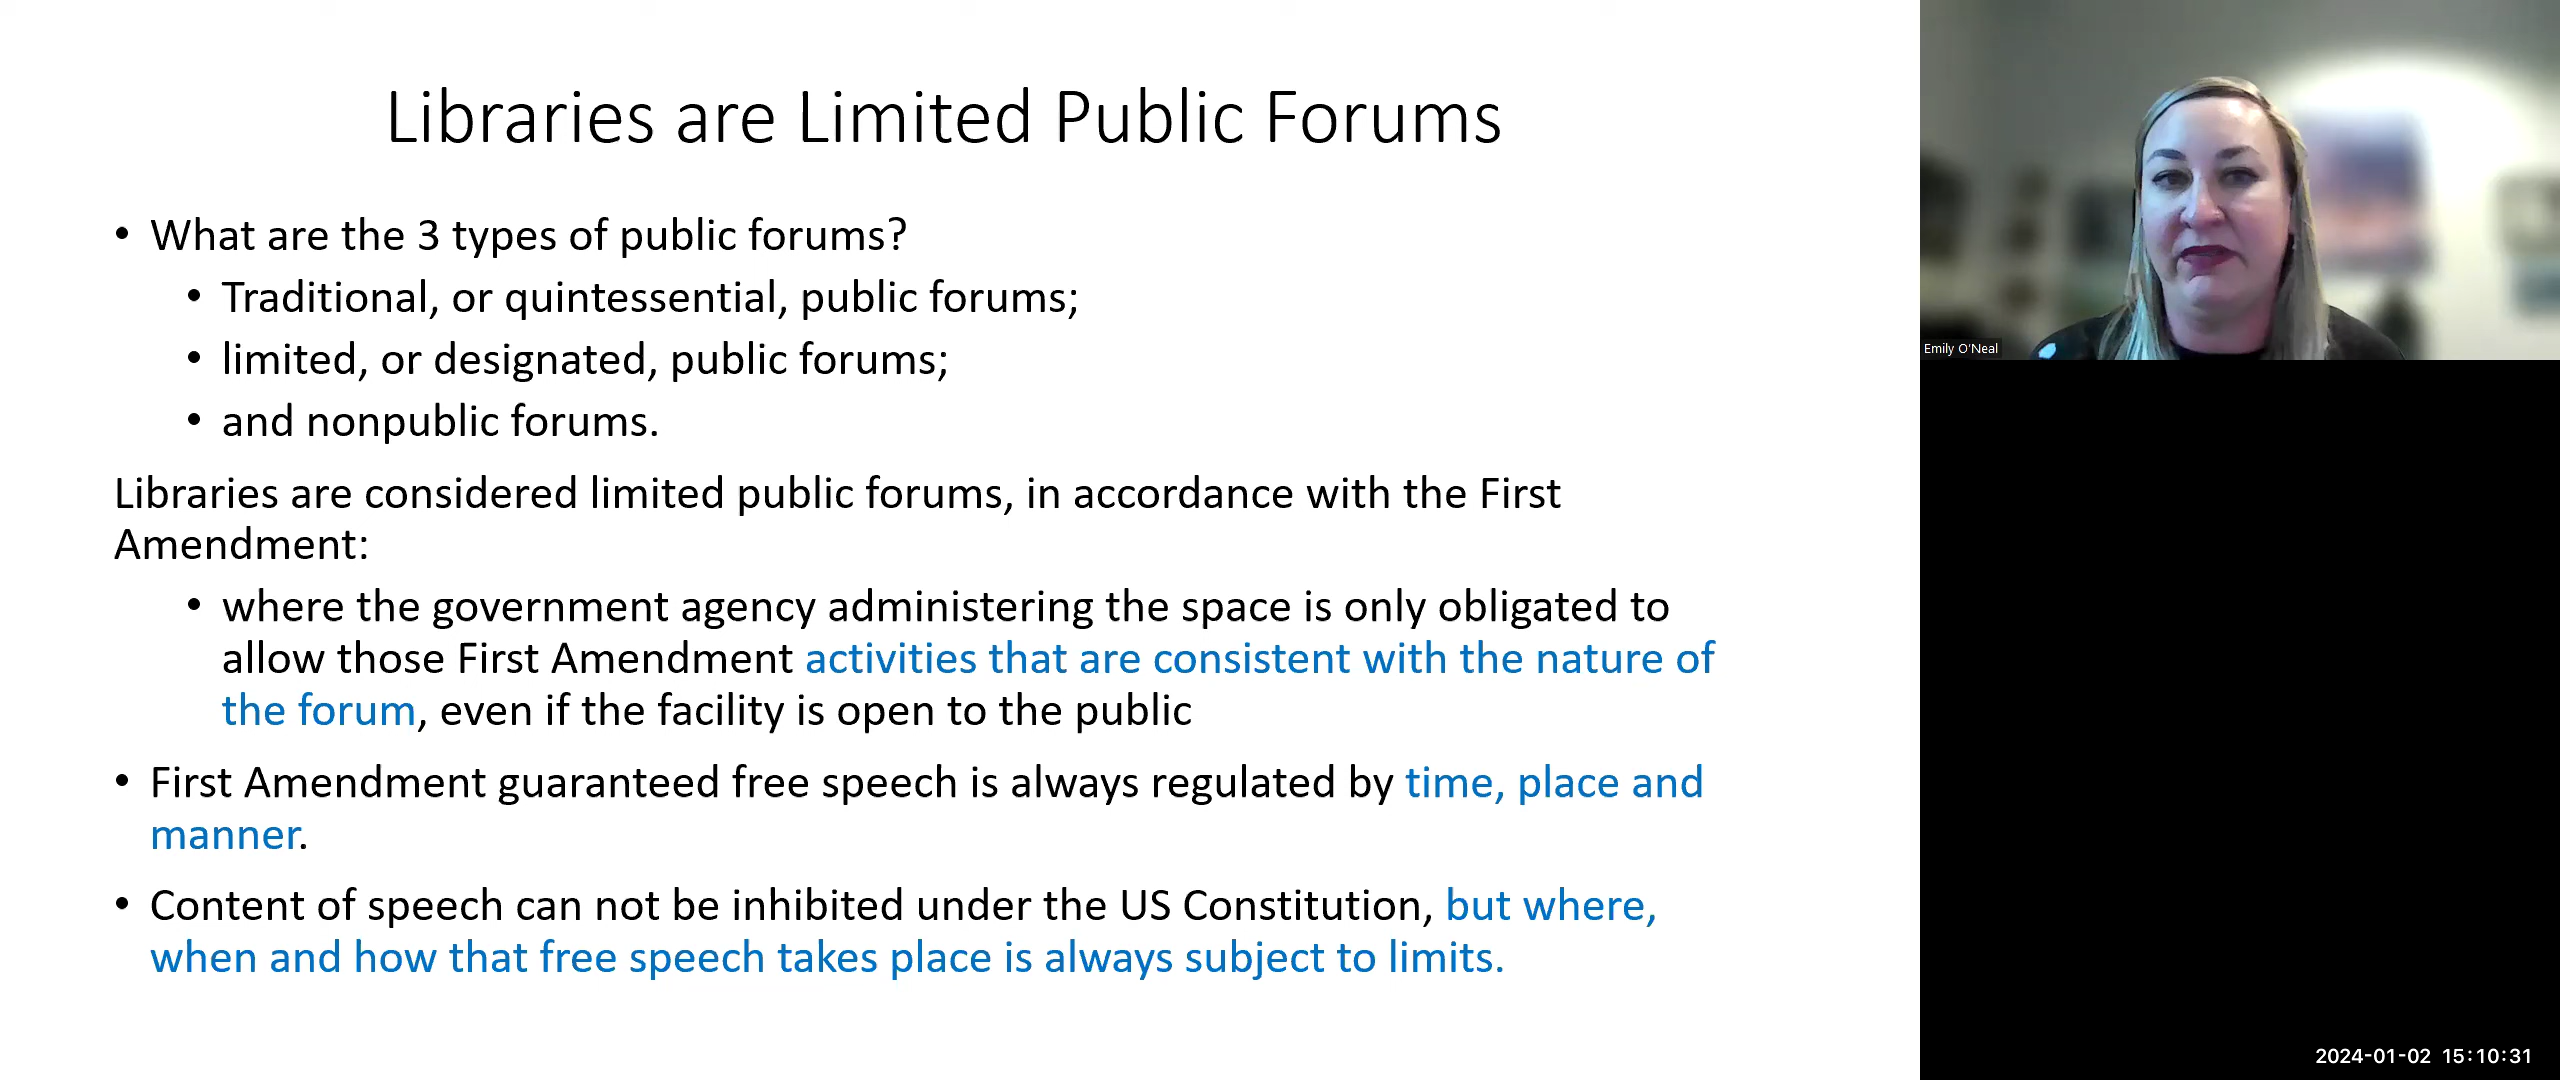 Libraries are Limited Public Forums
• What are the 3 types of public forums?
• Traditional, or quintessential, public forums;
• limited, or designated, public forums;
• and nonpublic forums.
Libraries are considered limited public forums, in accordance with the First
Amendment:
• where the government agency administering the space is only obligated to
allow those First Amendment activities that are consistent with the nature of
the forum, even if the facility is open to the public
• First Amendment guaranteed free speech is always regulated by time, place and
manner.
• Content of speech can not be inhibited under the US Constitution, but where,
when and how that free speech takes place is always subject to limits.
Emily O'Neal
2024-01-02 15:10:31